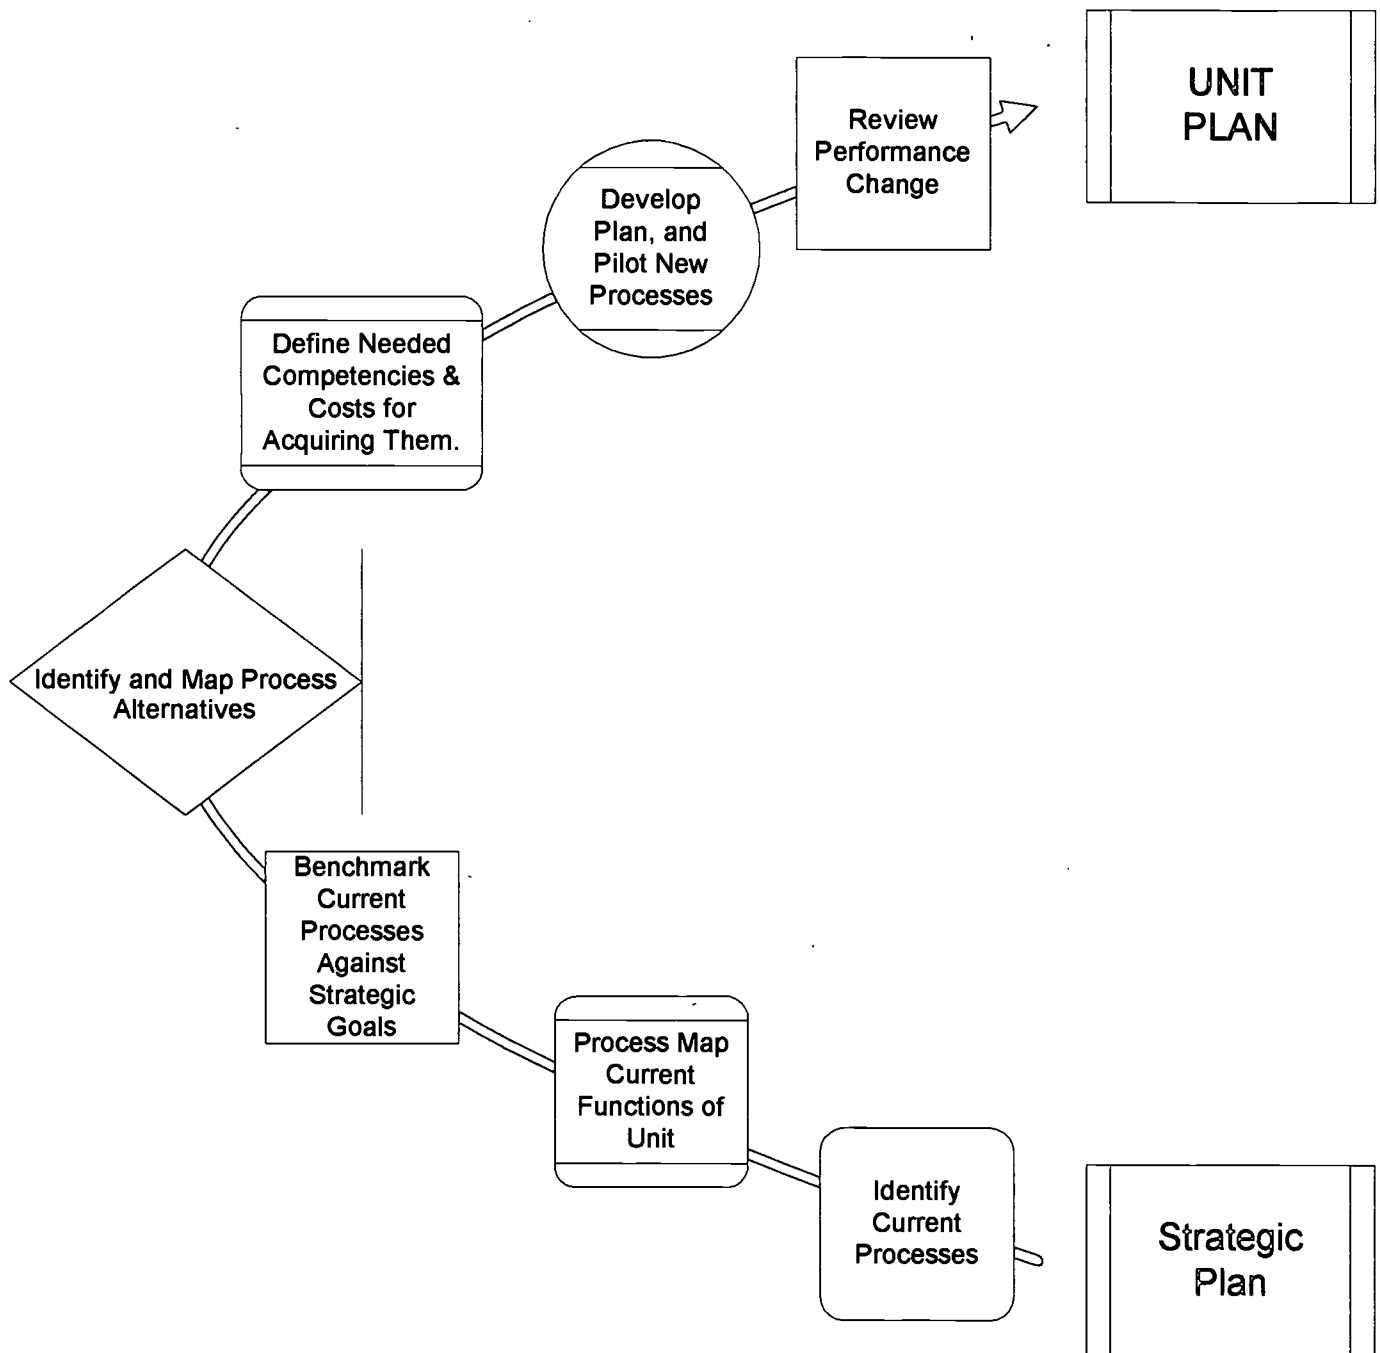 UNIT
PLAN
Review
Performance
Change
Develop
Plan, and
Pilot New
Processes
Define Needed
Competencies &
Costs for
Acquiring Them.
Identify and Map Process
Alternatives
Benchmark
Current
Processes
Against
Strategic
Goals
Process Map
Current
Functions of
Unit
Identify
Current
Processes
Strategic
Plan